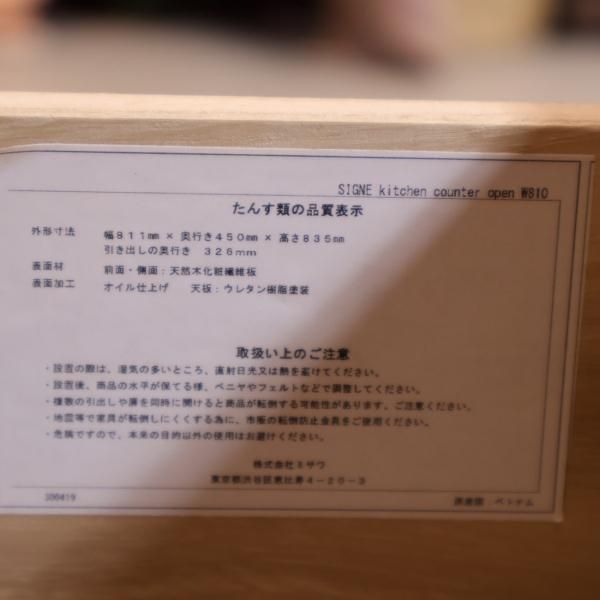 SIGNE kitchen counter open W810
たんす類の品質表示
外形寸法 幅811mm × 奥行き450mm × 高さ835mm
引き出しの奥行き 326mm
表面材 前面・側面：天然木化粧繊維板
表面加工 オイル仕上げ 天板：ウレタン樹脂塗装
取扱い上のご注意
・設置の際は、湿気の多いところ、直射日光又は熱を避けてください。
・設置後、商品の水平が保てる様、ベニヤやフェルトなどで調整してください。
・複数の引出しや扉を同時に開けると商品が転倒する可能性があります。ご注意ください。
・地震等で家具が転倒しにくくする為に、市販の転倒防止金具をご使用ください。
・危険ですので、本来の目的以外の使用はお避けください。
株式会社ミサワ
東京都渋谷区恵比寿4-20-3
300419 原産国：ベトナム